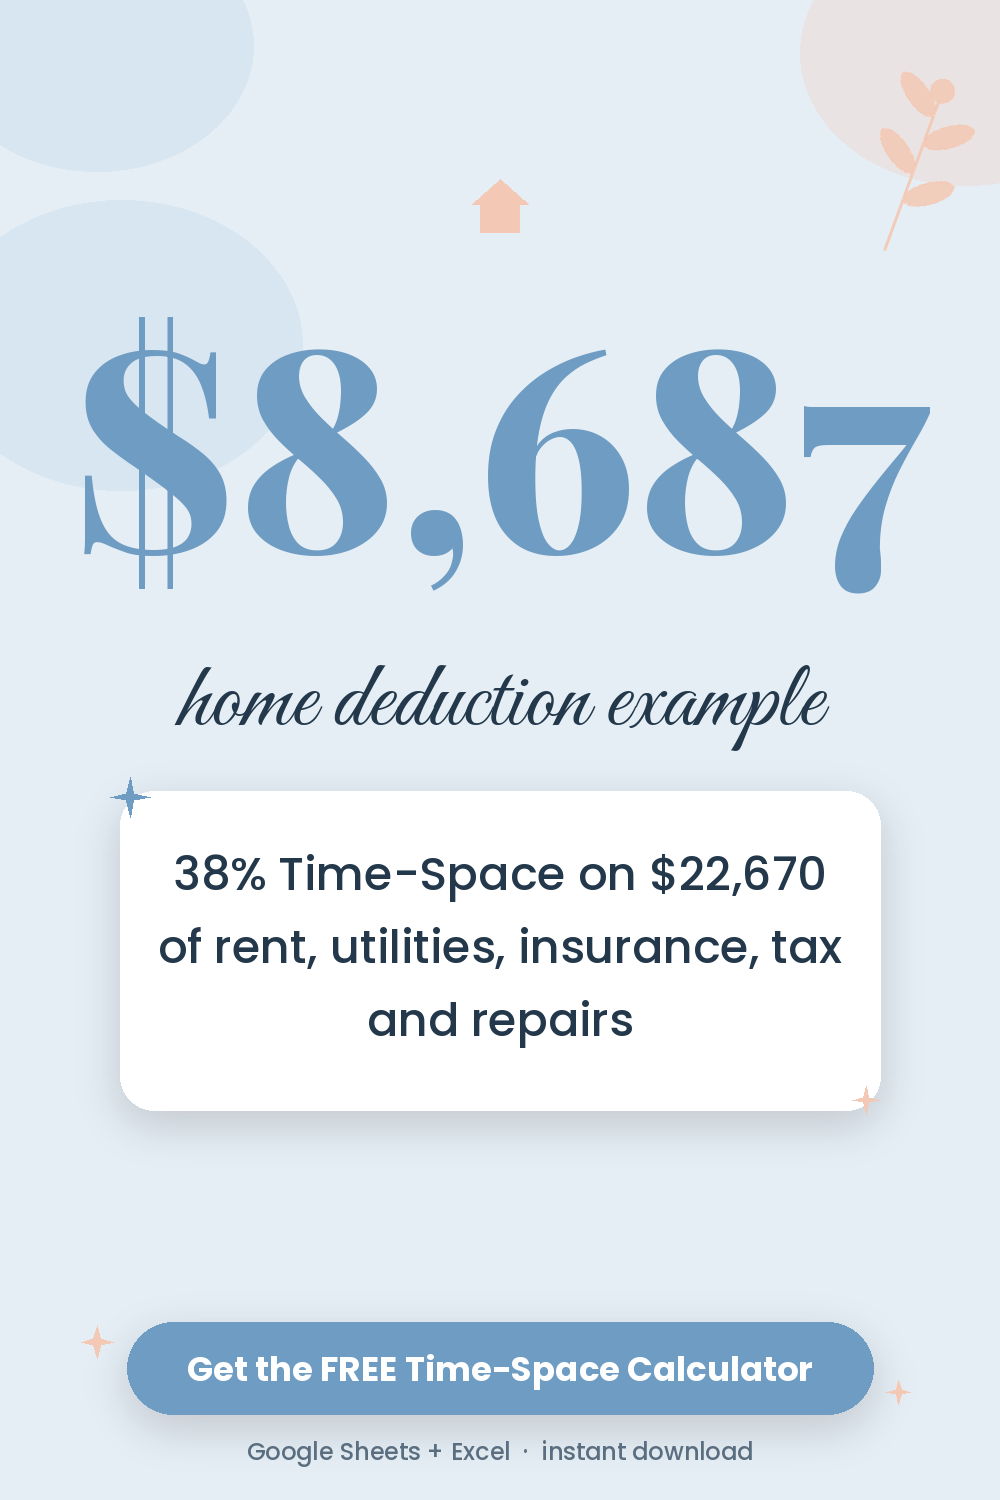 $8,687
home deduction example
38% Time-Space on $22,670
of rent, utilities, insurance, tax
and repairs
Get the FREE Time-Space Calculator
Google Sheets + Excel · instant download